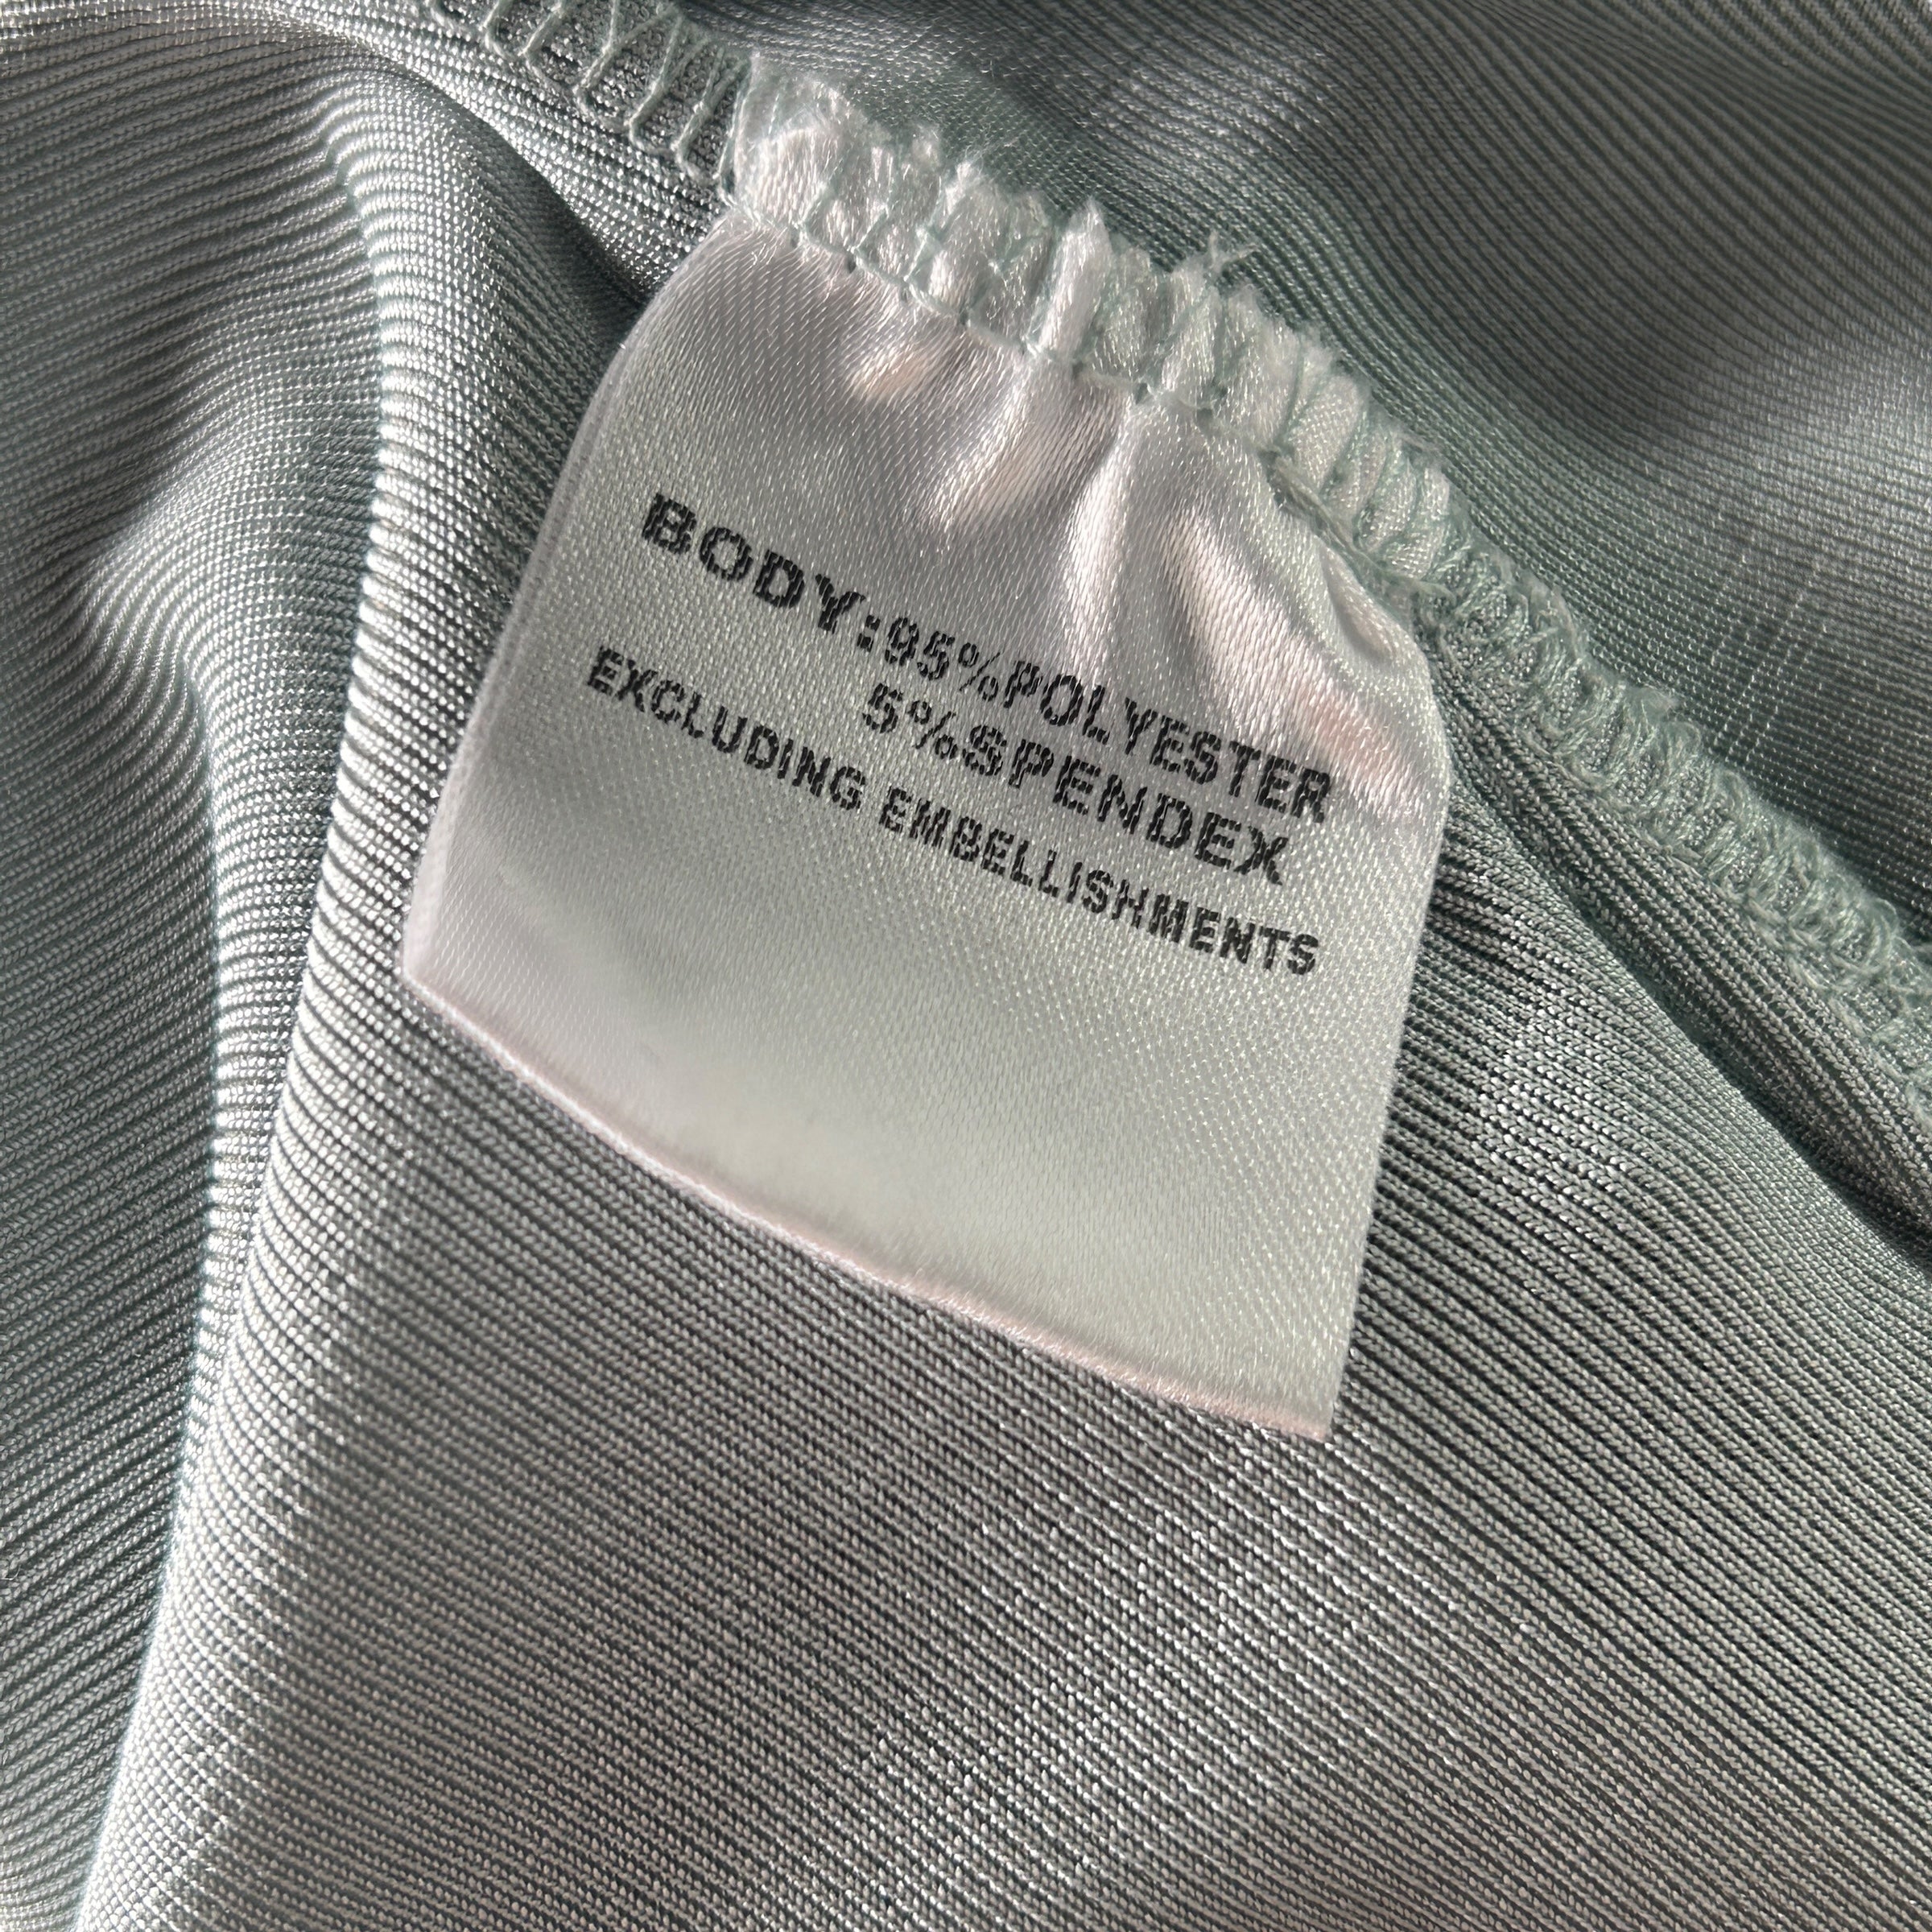 BODY:95%POLYESTER
5%SPENDEX
EXCLUDING EMBELLISHMENTS